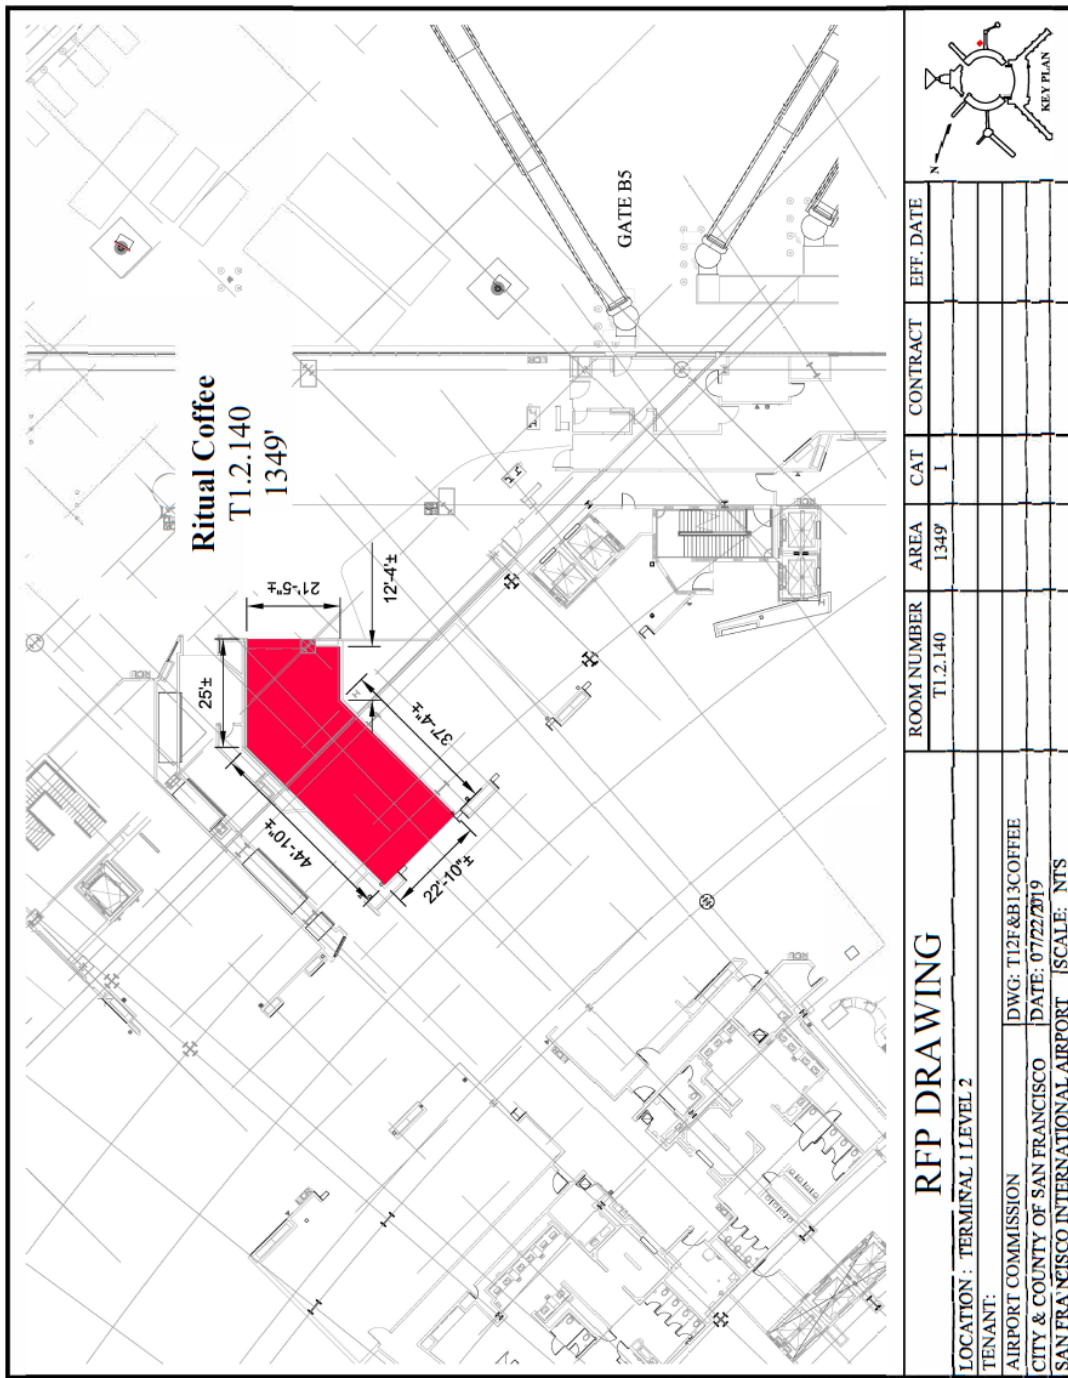 GATE B5
Ritual Coffee
T1.2.140
1349'
21'-5"±
12'-4"±
25'±
37'-4"±
44'-10"±
22'-10"±
RFP DRAWING
ROOM NUMBER AREA CAT CONTRACT EFF. DATE
T1.2.140 1349' 1
LOCATION : TERMINAL 1 LEVEL 2
TENANT:
AIRPORT COMMISSION DWG: T12F&B13COFFEE
CITY & COUNTY OF SAN FRANCISCO DATE: 07/22/2019
SAN FRANCISCO INTERNATIONAL AIRPORT SCALE: NTS
N
KEY PLAN